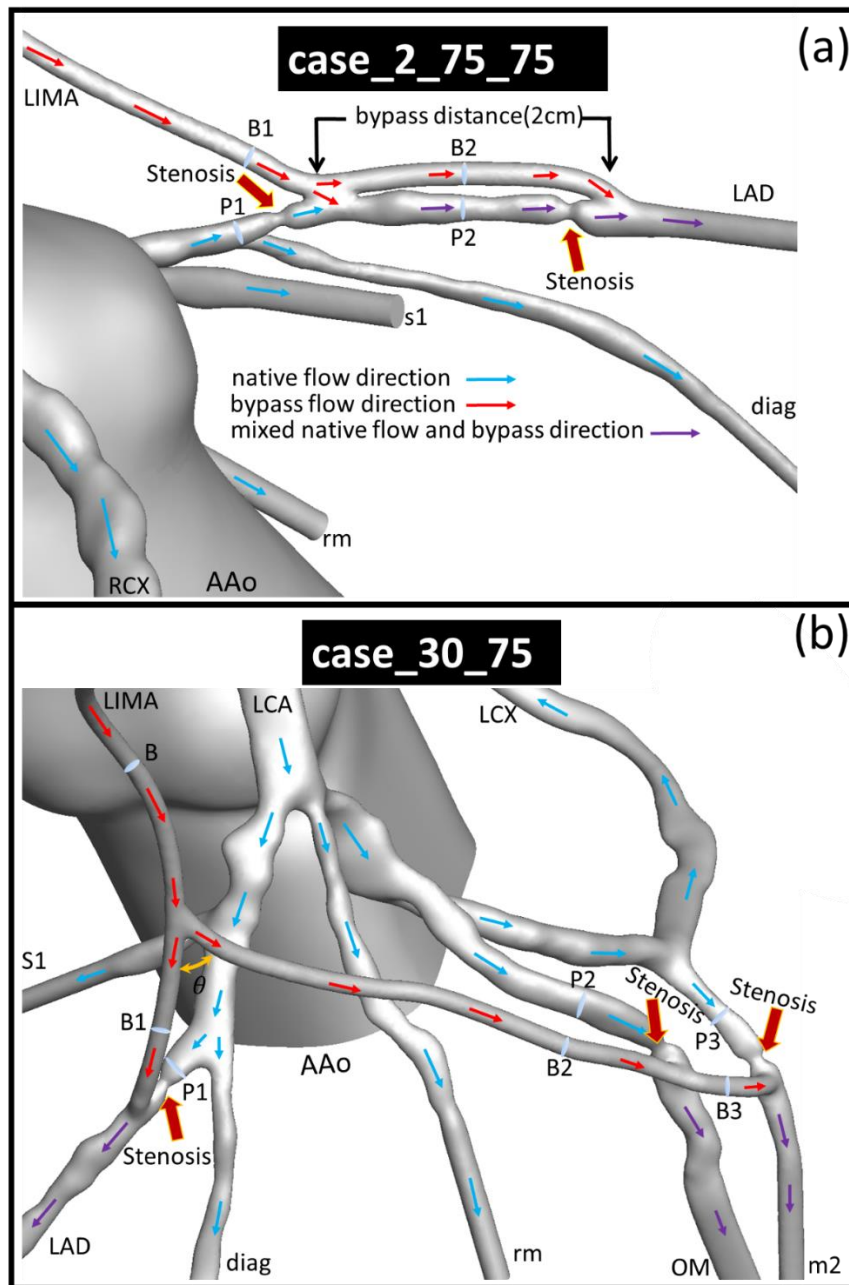 (a)
case_2_75_75
LIMA
B1
bypass distance(2cm)
B2
Stenosis
P1
LAD
P2
Stenosis
s1
native flow direction
bypass flow direction
mixed native flow and bypass direction
diag
rm
RCX
AAo
(b)
case_30_75
LIMA
LCA
LCX
B
S1
θ
P2
Stenosis
Stenosis
P3
B1
P1
AAo
B2
B3
Stenosis
LAD
diag
rm
OM
m2